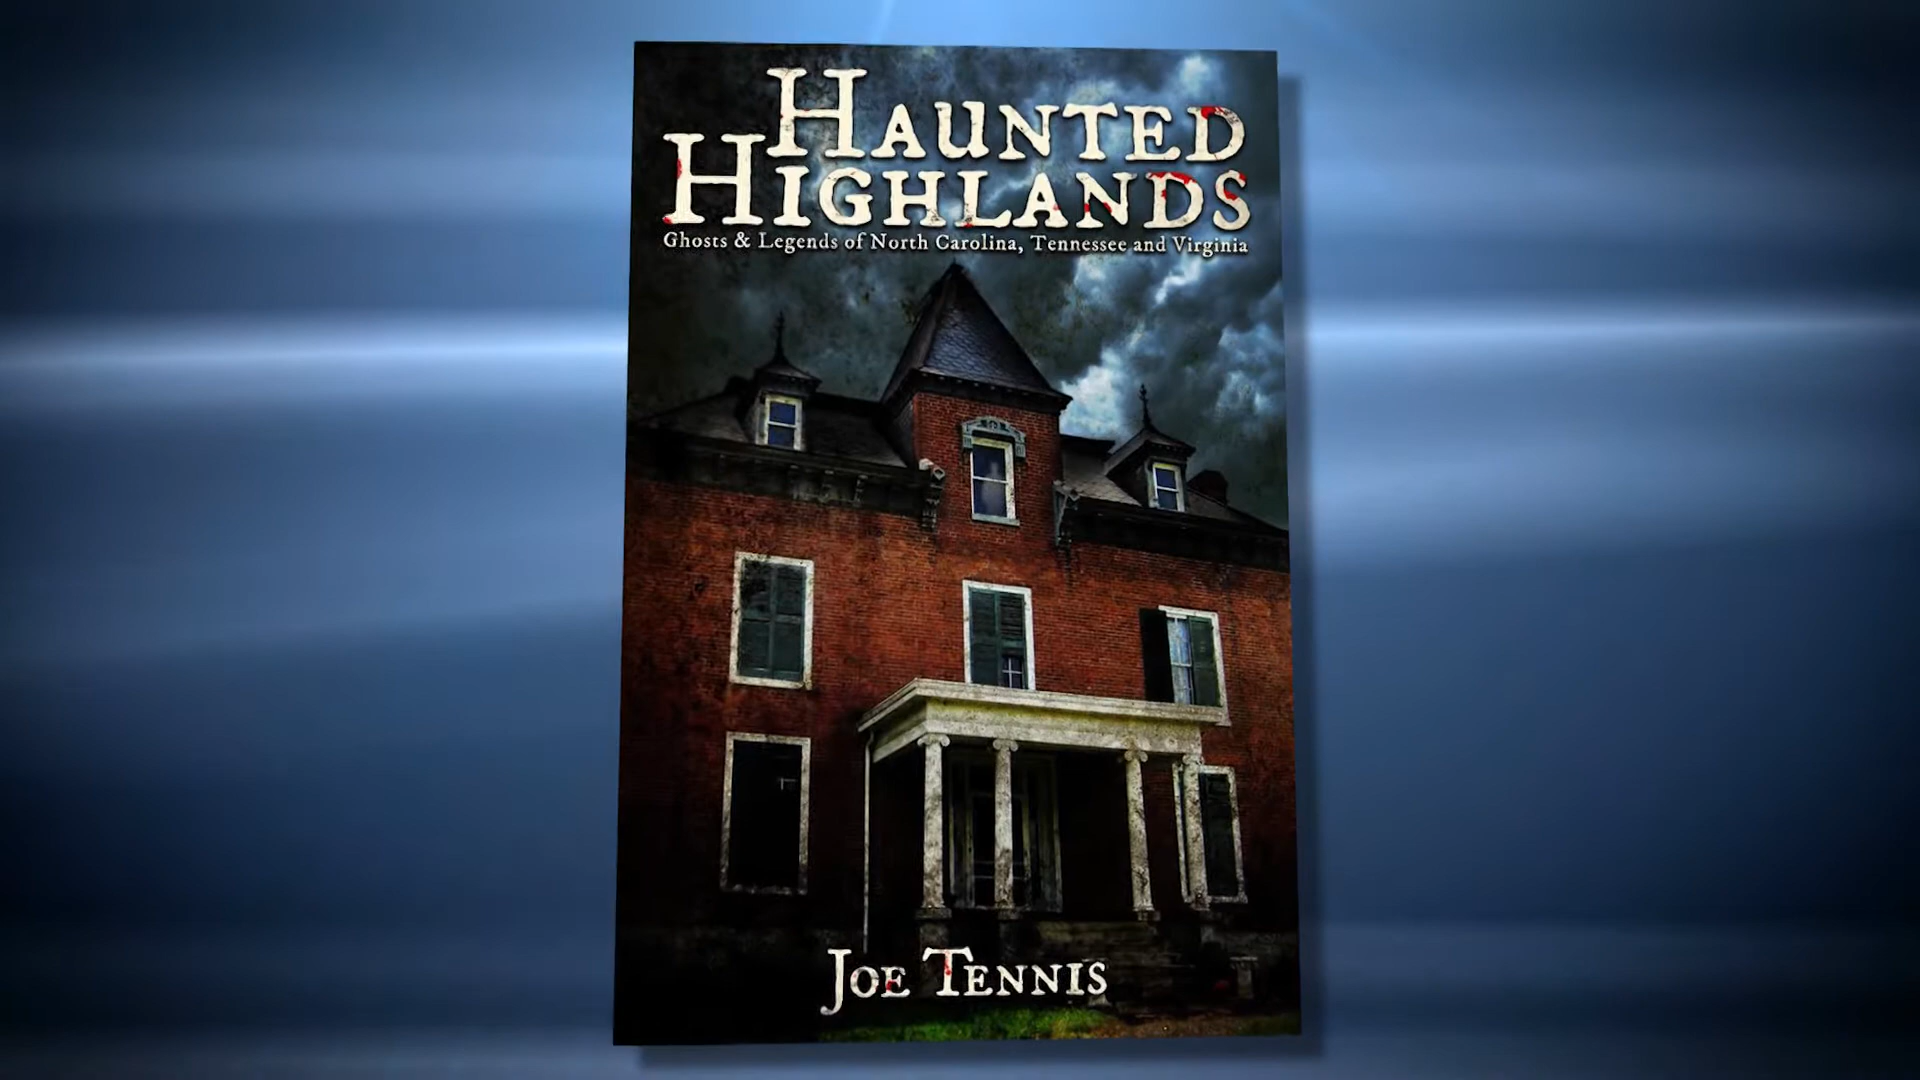 HAUNTED
HIGHLANDS
Ghosts & Legends of North Carolina, Tennessee and Virginia
JOE TENNIS